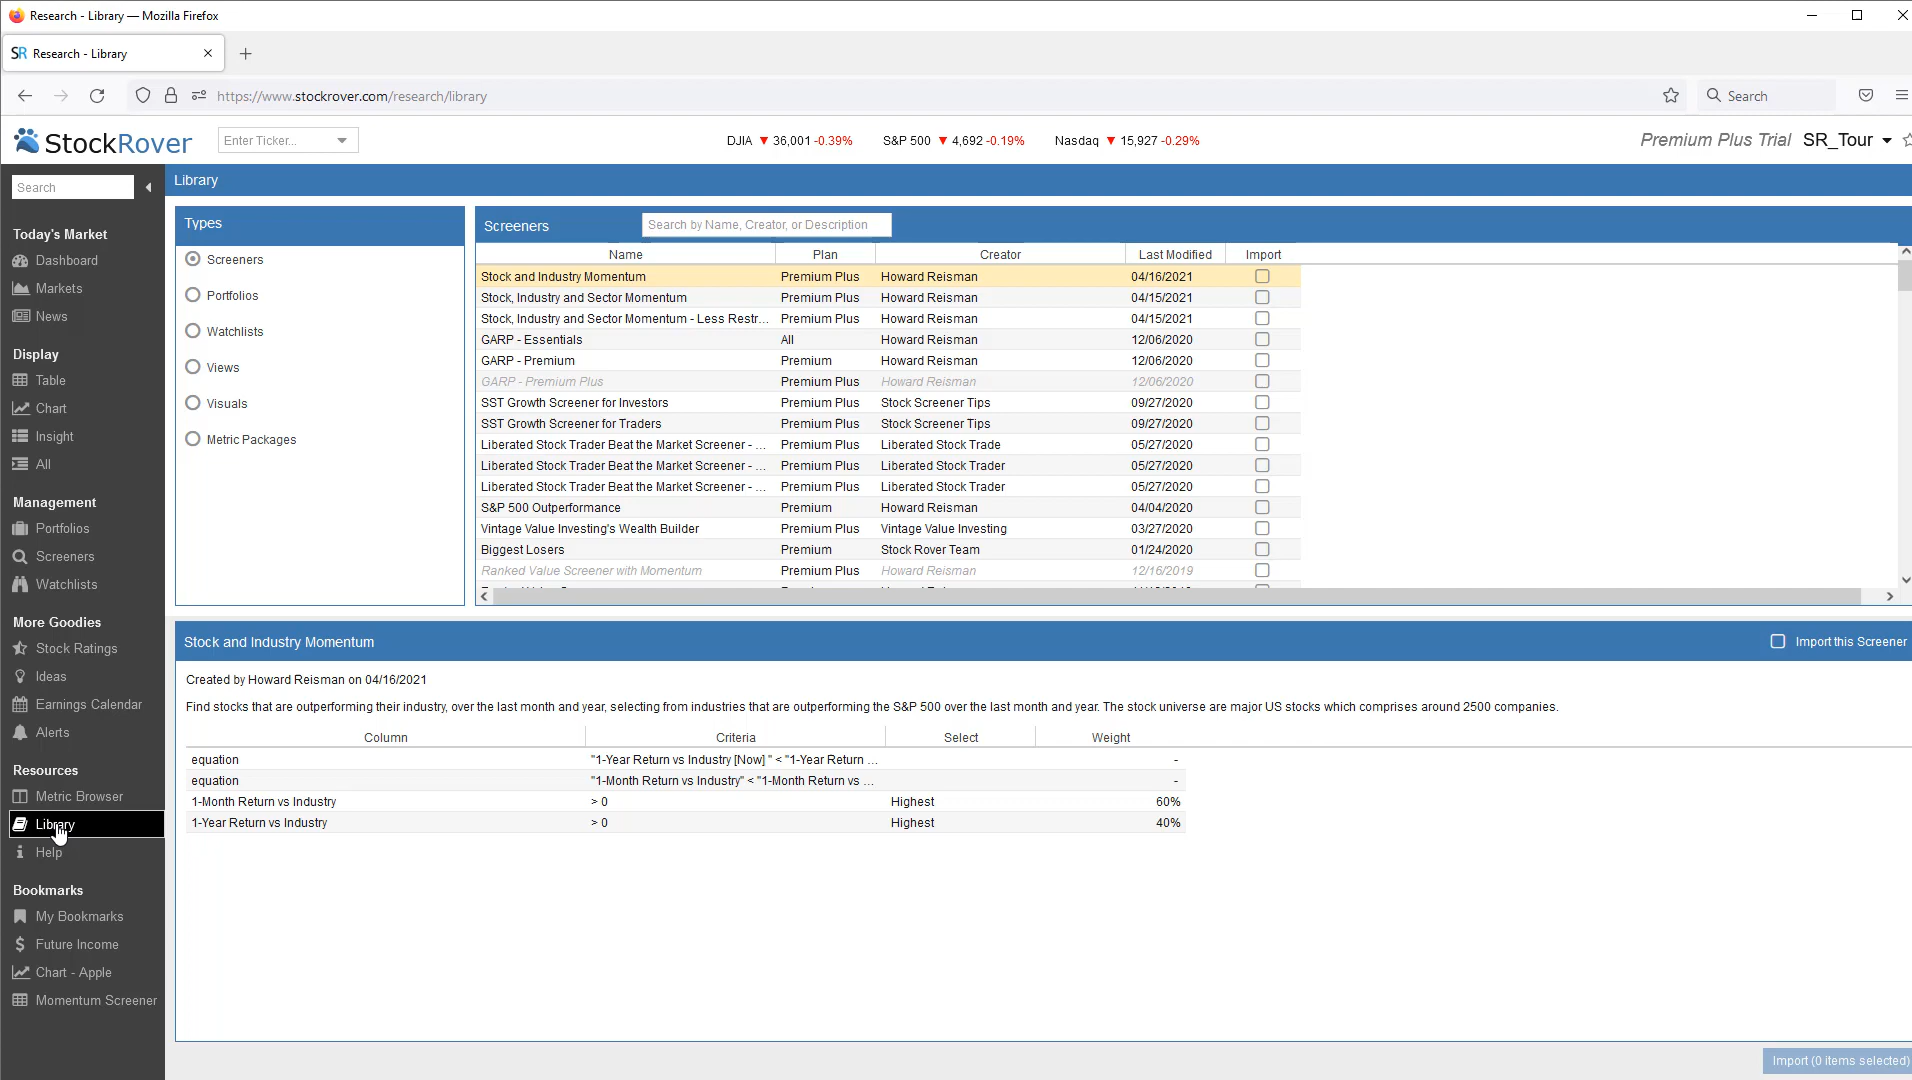 Research - Library — Mozilla Firefox
SR Research - Library
https://www.stockrover.com/research/library
Search
StockRover
Enter Ticker...
DJIA ▼ 36,001 -0.39% S&P 500 ▼ 4,692 -0.19% Nasdaq ▼ 15,927 -0.29%
Premium Plus Trial SR_Tour
Search
Today's Market
Dashboard
Markets
News
Display
Table
Chart
Insight
All
Management
Portfolios
Screeners
Watchlists
More Goodies
Stock Ratings
Ideas
Earnings Calendar
Alerts
Resources
Metric Browser
Library
Help
Bookmarks
My Bookmarks
Future Income
Chart - Apple
Momentum Screener
Library
Types
Screeners
Portfolios
Watchlists
Views
Visuals
Metric Packages
Screeners Search by Name, Creator, or Description
Name Plan Creator Last Modified Import
Stock and Industry Momentum Premium Plus Howard Reisman 04/16/2021
Stock, Industry and Sector Momentum Premium Plus Howard Reisman 04/15/2021
Stock, Industry and Sector Momentum - Less Restr... Premium Plus Howard Reisman 04/15/2021
GARP - Essentials All Howard Reisman 12/06/2020
GARP - Premium Premium Howard Reisman 12/06/2020
GARP - Premium Plus Premium Plus Howard Reisman 12/06/2020
SST Growth Screener for Investors Premium Plus Stock Screener Tips 09/27/2020
SST Growth Screener for Traders Premium Plus Stock Screener Tips 09/27/2020
Liberated Stock Trader Beat the Market Screener - ... Premium Plus Liberated Stock Trade 05/27/2020
Liberated Stock Trader Beat the Market Screener - ... Premium Plus Liberated Stock Trader 05/27/2020
Liberated Stock Trader Beat the Market Screener - ... Premium Plus Liberated Stock Trader 05/27/2020
S&P 500 Outperformance Premium Howard Reisman 04/04/2020
Vintage Value Investing's Wealth Builder Premium Plus Vintage Value Investing 03/27/2020
Biggest Losers Premium Stock Rover Team 01/24/2020
Ranked Value Screener with Momentum Premium Plus Howard Reisman 12/16/2019
Stock and Industry Momentum Import this Screener
Created by Howard Reisman on 04/16/2021
Find stocks that are outperforming their industry, over the last month and year, selecting from industries that are outperforming the S&P 500 over the last month and year. The stock universe are major US stocks which comprises around 2500 companies.
Column Criteria Select Weight
equation "1-Year Return vs Industry [Now] " < "1-Year Return ... -
equation "1-Month Return vs Industry" < "1-Month Return vs ... -
1-Month Return vs Industry > 0 Highest 60%
1-Year Return vs Industry > 0 Highest 40%
Import (0 items selected)